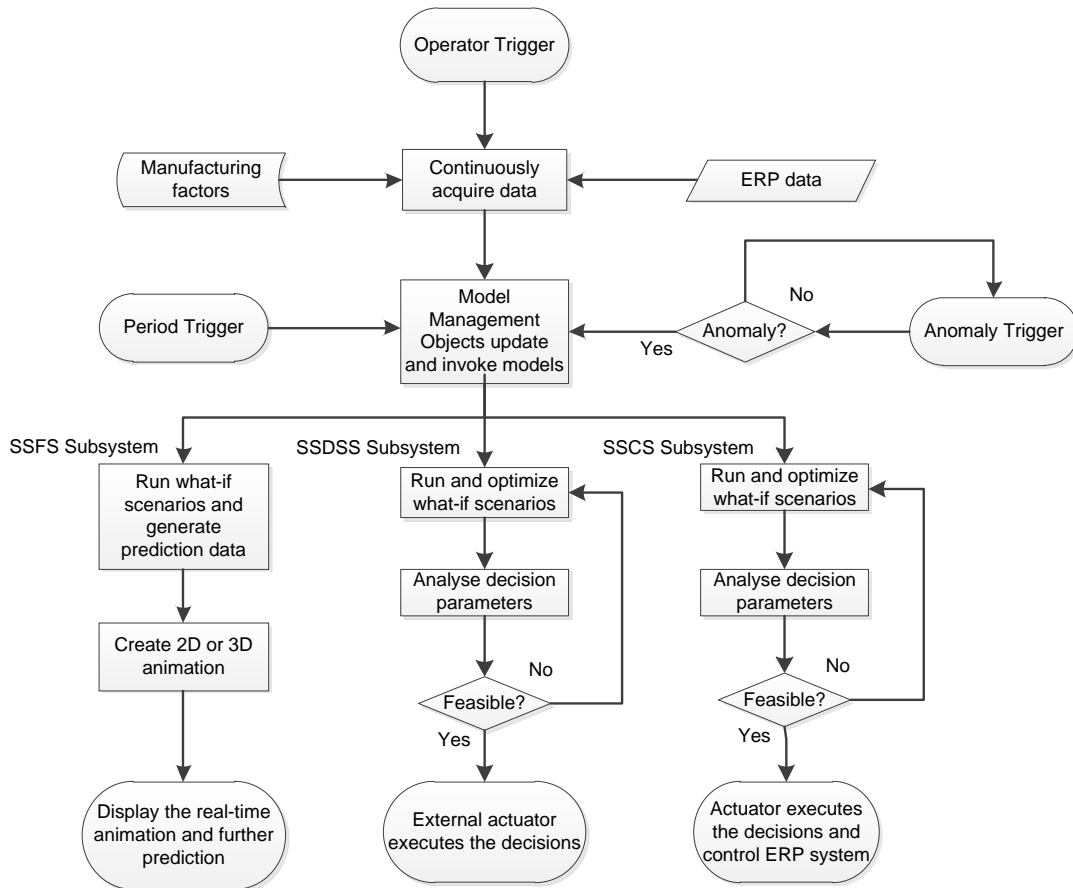 Operator Trigger
Manufacturing
factors
Continuously
acquire data
ERP data
Period Trigger
Model
Management
Objects update
and invoke models
No
Anomaly?
Yes
Anomaly Trigger
SSFS Subsystem
SSDSS Subsystem
SSCS Subsystem
Run what-if
scenarios and
generate
prediction data
Create 2D or 3D
animation
Display the real-time
animation and further
prediction
Run and optimize
what-if scenarios
Analyse decision
parameters
No
Feasible?
Yes
External actuator
executes the decisions
Run and optimize
what-if scenarios
Analyse decision
parameters
No
Feasible?
Yes
Actuator executes
the decisions and
control ERP system